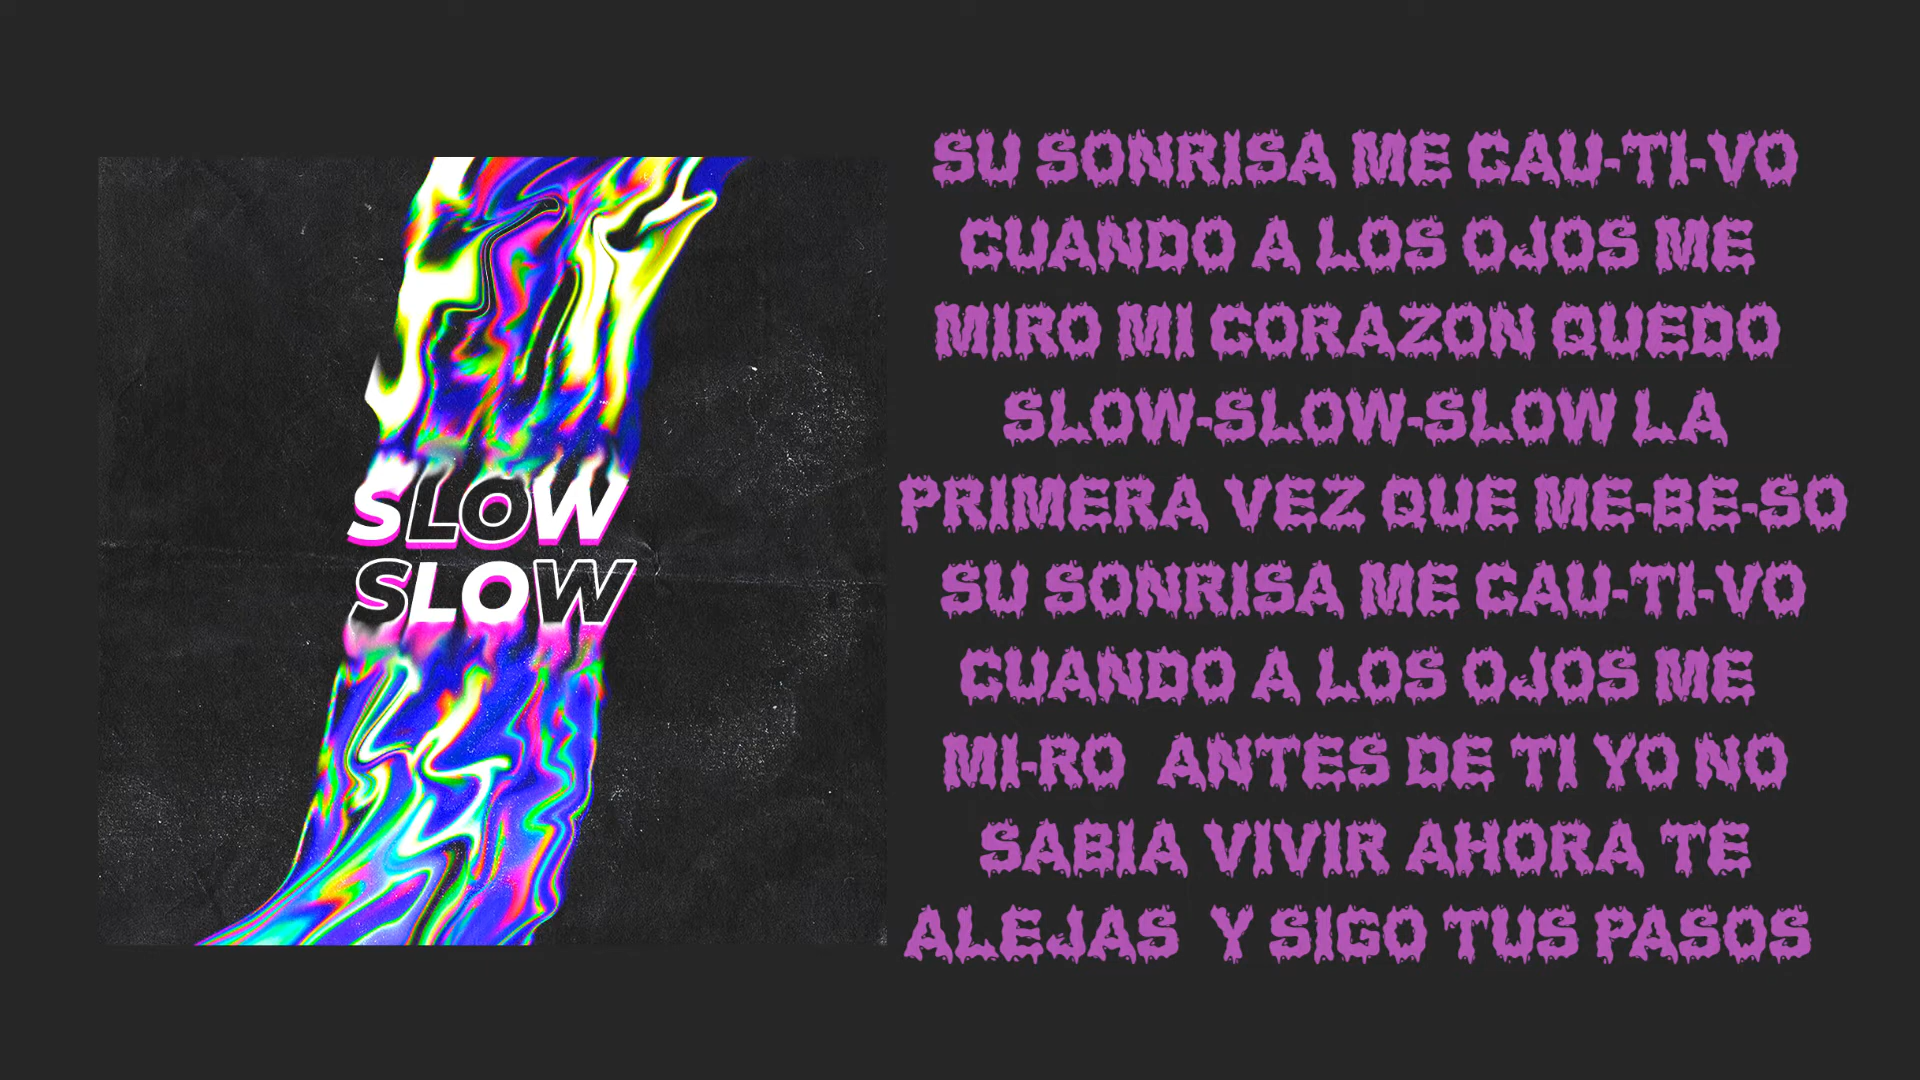 SLOW
SLOW
SU SONRISA ME CAU-TI-VO
CUANDO A LOS OJOS ME
MIRO MI CORAZON QUEDO
SLOW-SLOW-SLOW LA
PRIMERA VEZ QUE ME-BE-SO
SU SONRISA ME CAU-TI-VO
CUANDO A LOS OJOS ME
MI-RO ANTES DE TI YO NO
SABIA VIVIR AHORA TE
ALEJAS Y SIGO TUS PASOS